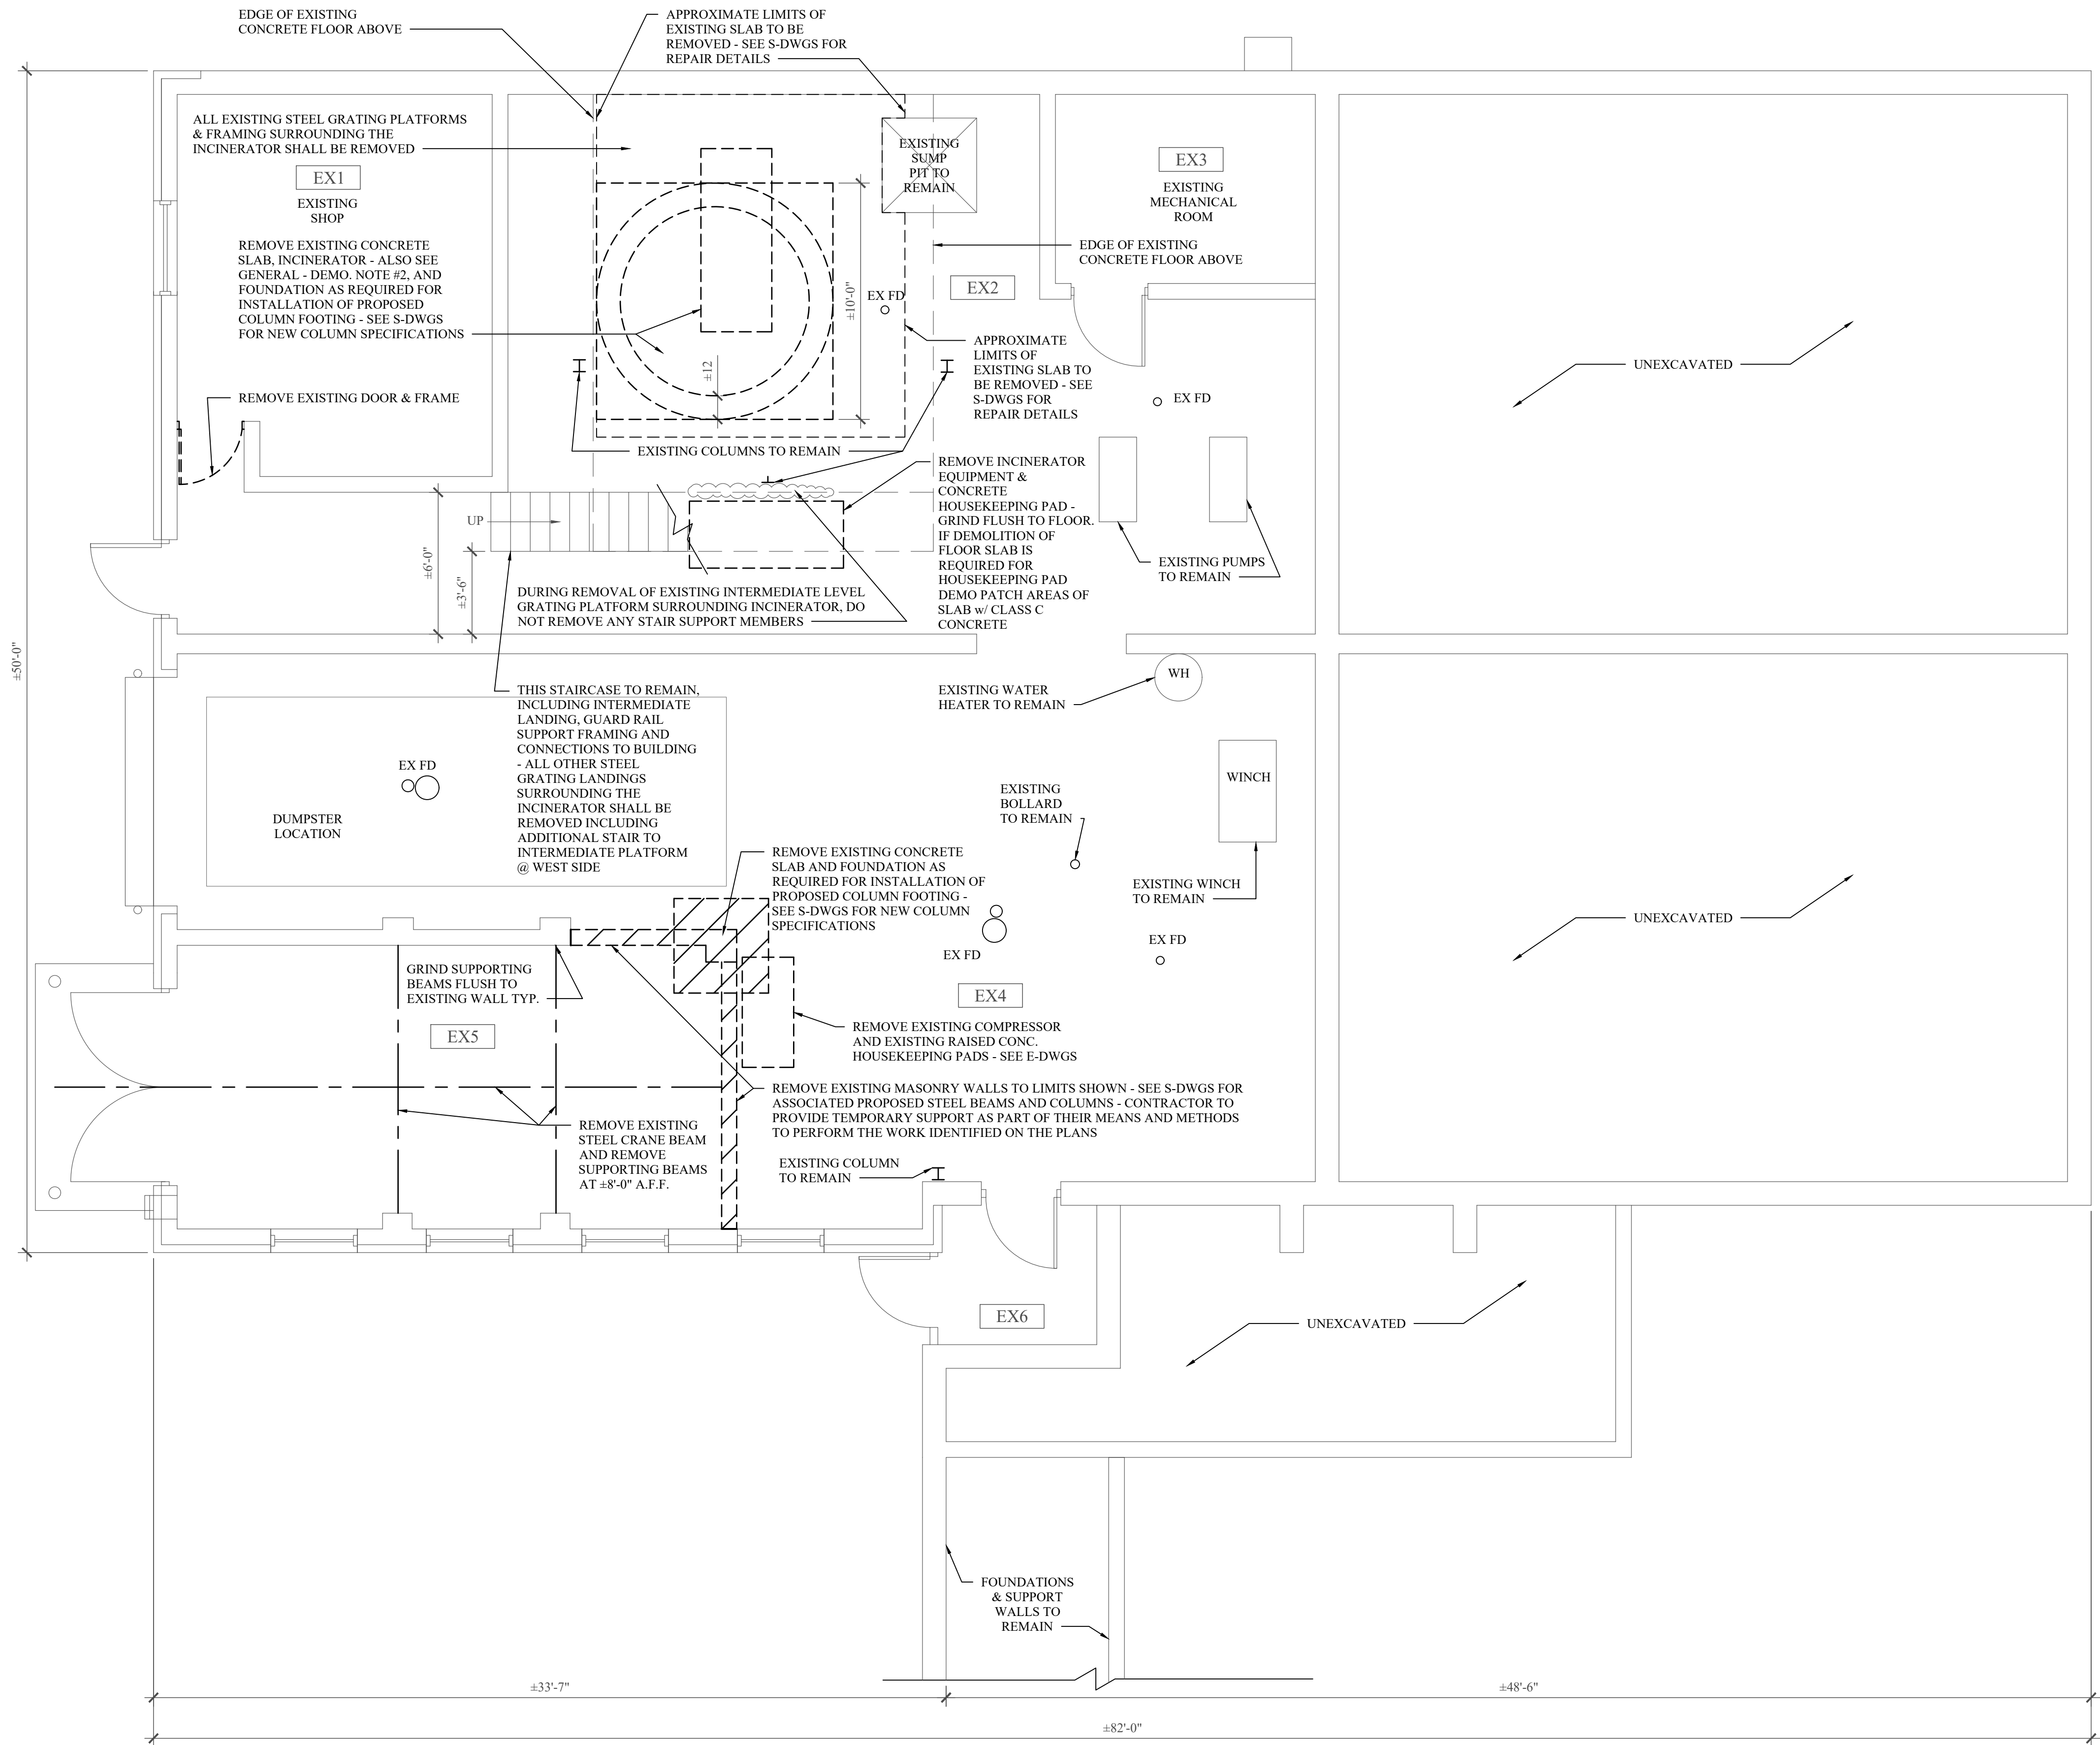 EDGE OF EXISTING
CONCRETE FLOOR ABOVE
APPROXIMATE LIMITS OF
EXISTING SLAB TO BE
REMOVED - SEE S-DWGS FOR
REPAIR DETAILS
ALL EXISTING STEEL GRATING PLATFORMS
& FRAMING SURROUNDING THE
INCINERATOR SHALL BE REMOVED
EX1
EXISTING
SHOP
REMOVE EXISTING CONCRETE
SLAB, INCINERATOR - ALSO SEE
GENERAL - DEMO. NOTE #2, AND
FOUNDATION AS REQUIRED FOR
INSTALLATION OF PROPOSED
COLUMN FOOTING - SEE S-DWGS
FOR NEW COLUMN SPECIFICATIONS
REMOVE EXISTING DOOR & FRAME
EXISTING
SUMP
PIT TO
REMAIN
EX3
EXISTING
MECHANICAL
ROOM
EDGE OF EXISTING
CONCRETE FLOOR ABOVE
EX2
EX FD
±10'-0"
±12
APPROXIMATE
LIMITS OF
EXISTING SLAB TO
BE REMOVED - SEE
S-DWGS FOR
REPAIR DETAILS
EX FD
UNEXCAVATED
EXISTING COLUMNS TO REMAIN
REMOVE INCINERATOR
EQUIPMENT &
CONCRETE
HOUSEKEEPING PAD -
GRIND FLUSH TO FLOOR.
IF DEMOLITION OF
FLOOR SLAB IS
REQUIRED FOR
HOUSEKEEPING PAD
DEMO PATCH AREAS OF
SLAB w/ CLASS C
CONCRETE
UP
±6'-0"
±3'-6"
EXISTING PUMPS
TO REMAIN
DURING REMOVAL OF EXISTING INTERMEDIATE LEVEL
GRATING PLATFORM SURROUNDING INCINERATOR, DO
NOT REMOVE ANY STAIR SUPPORT MEMBERS
±50'-0"
THIS STAIRCASE TO REMAIN,
INCLUDING INTERMEDIATE
LANDING, GUARD RAIL
SUPPORT FRAMING AND
CONNECTIONS TO BUILDING
- ALL OTHER STEEL
GRATING LANDINGS
SURROUNDING THE
INCINERATOR SHALL BE
REMOVED INCLUDING
ADDITIONAL STAIR TO
INTERMEDIATE PLATFORM
@ WEST SIDE
EXISTING WATER
HEATER TO REMAIN
WH
EX FD
DUMPSTER
LOCATION
WINCH
EXISTING
BOLLARD
TO REMAIN
REMOVE EXISTING CONCRETE
SLAB AND FOUNDATION AS
REQUIRED FOR INSTALLATION OF
PROPOSED COLUMN FOOTING -
SEE S-DWGS FOR NEW COLUMN
SPECIFICATIONS
EXISTING WINCH
TO REMAIN
UNEXCAVATED
EX FD
EX FD
GRIND SUPPORTING
BEAMS FLUSH TO
EXISTING WALL TYP.
EX4
EX5
REMOVE EXISTING COMPRESSOR
AND EXISTING RAISED CONC.
HOUSEKEEPING PADS - SEE E-DWGS
REMOVE EXISTING MASONRY WALLS TO LIMITS SHOWN - SEE S-DWGS FOR
ASSOCIATED PROPOSED STEEL BEAMS AND COLUMNS - CONTRACTOR TO
PROVIDE TEMPORARY SUPPORT AS PART OF THEIR MEANS AND METHODS
TO PERFORM THE WORK IDENTIFIED ON THE PLANS
REMOVE EXISTING
STEEL CRANE BEAM
AND REMOVE
SUPPORTING BEAMS
AT ±8'-0" A.F.F.
EXISTING COLUMN
TO REMAIN
EX6
UNEXCAVATED
FOUNDATIONS
& SUPPORT
WALLS TO
REMAIN
±33'-7"
±48'-6"
±82'-0"